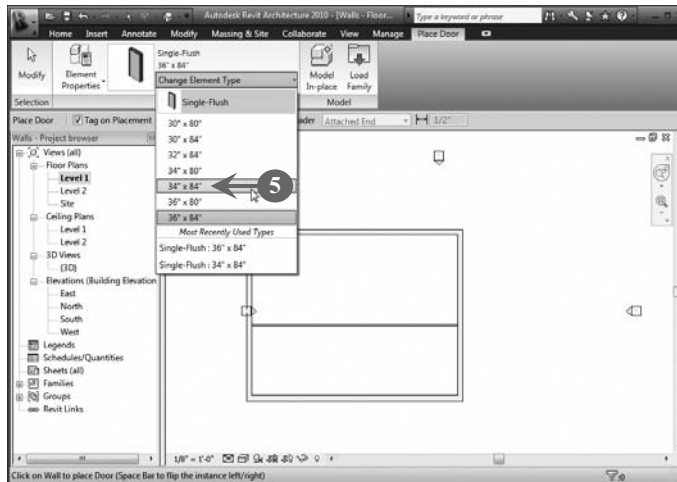 Autodesk Revit Architecture 2010 - [Walls - Floor...
Type a keyword or phrase
Home Insert Annotate Modify Massing & Site Collaborate View Manage Place Door
Single-Flush
36" x 84"
Change Element Type
Modify
Element
Properties
Model
In-place
Load
Family
Selection
Model
Place Door
Tag on Placement
Attached End
1/2"
Walls - Project browser
Views (all)
Floor Plans
Level 1
Level 2
Site
Ceiling Plans
Level 1
Level 2
3D Views
{3D}
Elevations (Building Elevation
East
North
South
West
Legends
Schedules/Quantities
Sheets (all)
Families
Groups
Revit Links
Single-Flush
30" x 80"
30" x 84"
32" x 84"
34" x 80"
34" x 84"
5
36" x 80"
36" x 84"
Most Recently Used Types
Single-Flush : 36" x 84"
Single-Flush : 34" x 84"
1/8" = 1'-0"
Click on Wall to place Door (Space Bar to flip the instance left/right)
:0